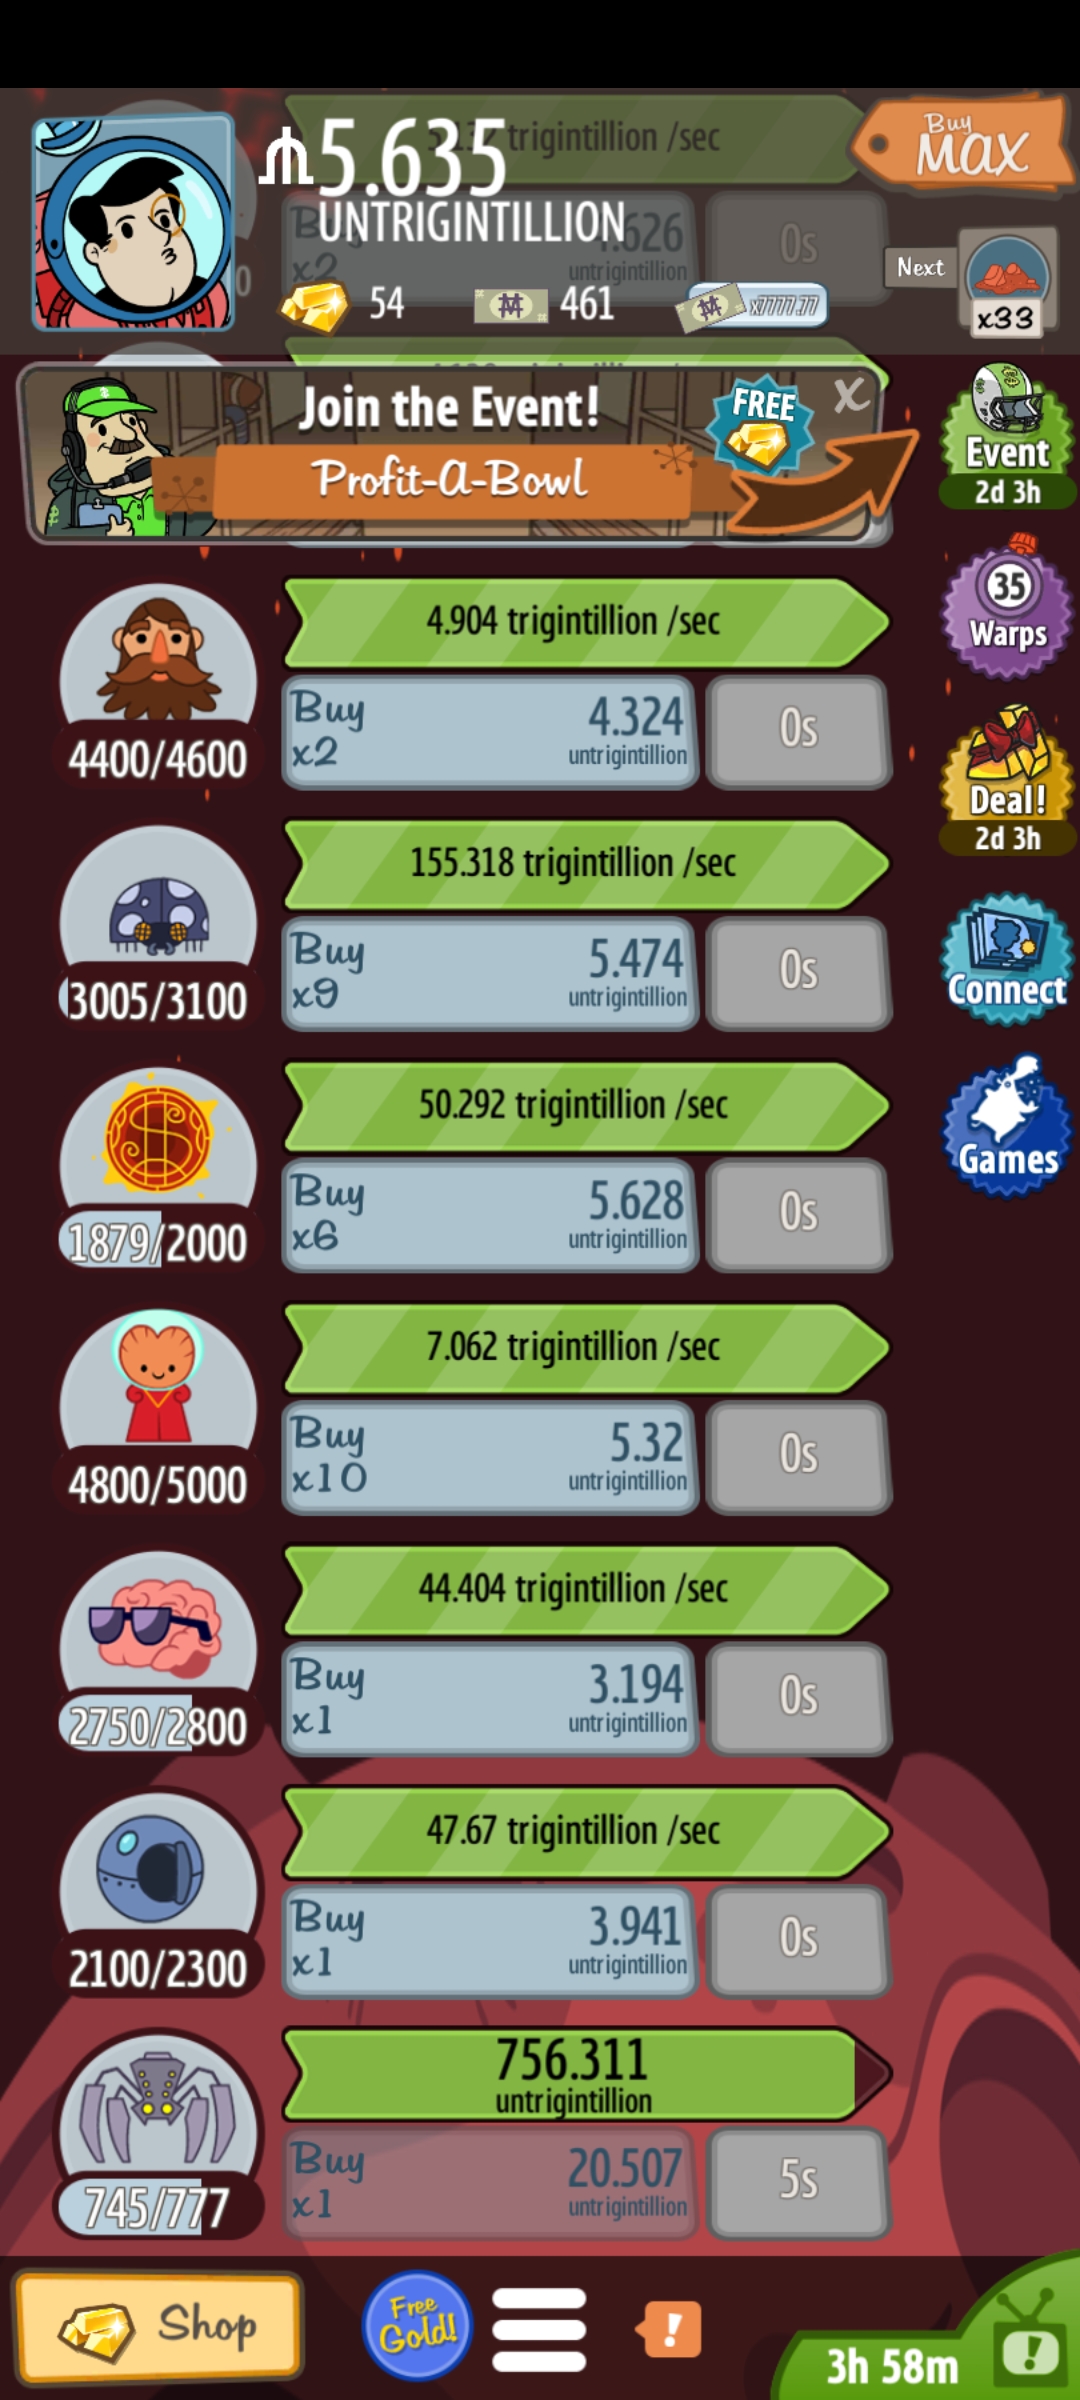 trigintillion /sec
₼5.635
UNTRIGINTILLION
Buy
MAX
x2
untrigintillion
0s
54
461
x7777.77
Next
x33
Join the Event!
Profit-A-Bowl
FREE
X
Event
2d 3h
4.904 trigintillion /sec
Buy
x2
4.324
untrigintillion
0s
4400/4600
35
Warps
155.318 trigintillion /sec
Buy
x9
5.474
untrigintillion
0s
3005/3100
Deal!
2d 3h
Connect
50.292 trigintillion /sec
Buy
x6
5.628
untrigintillion
0s
1879/2000
Games
7.062 trigintillion /sec
Buy
x10
5.32
untrigintillion
0s
4800/5000
44.404 trigintillion /sec
Buy
x1
3.194
untrigintillion
0s
2750/2800
47.67 trigintillion /sec
Buy
x1
3.941
untrigintillion
0s
2100/2300
756.311
untrigintillion
Buy
x1
20.507
untrigintillion
5s
745/777
Shop
Free
Gold!
!
3h 58m
!